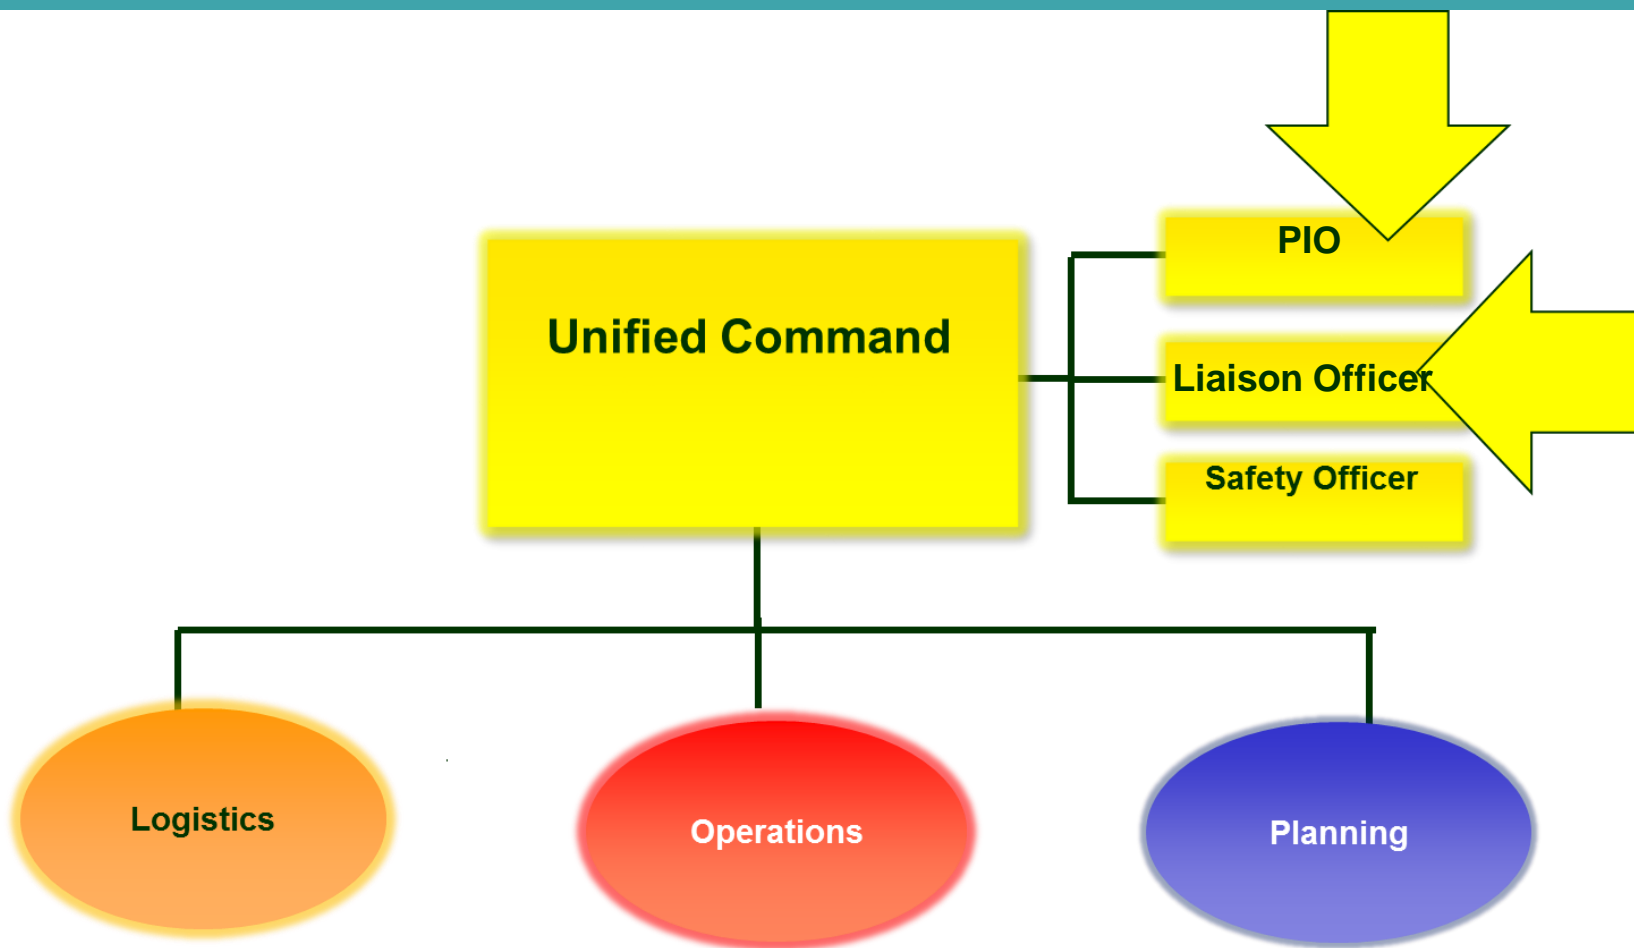 PIO
Unified Command
Liaison Officer
Safety Officer
Logistics
Operations
Planning